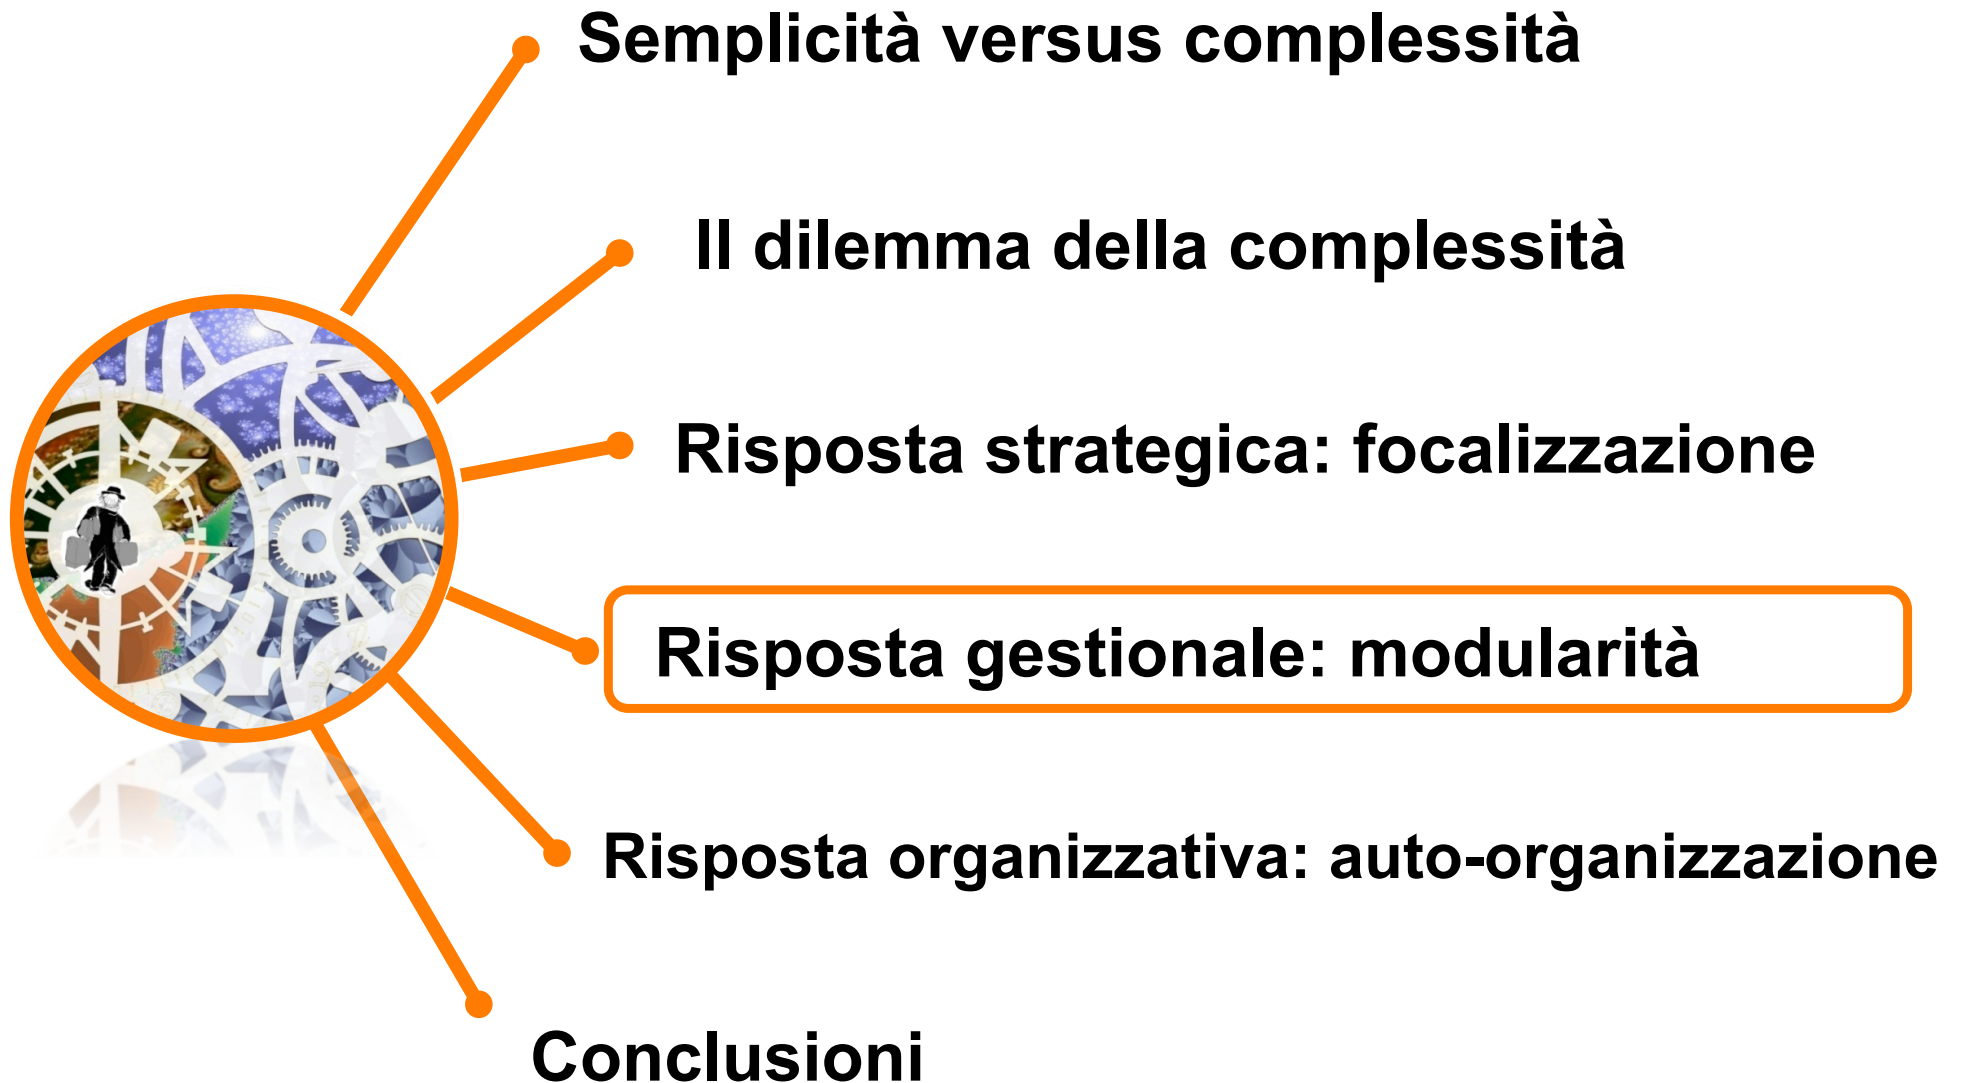 Semplicità versus complessità
Il dilemma della complessità
Risposta strategica: focalizzazione
Risposta gestionale: modularità
Risposta organizzativa: auto-organizzazione
Conclusioni